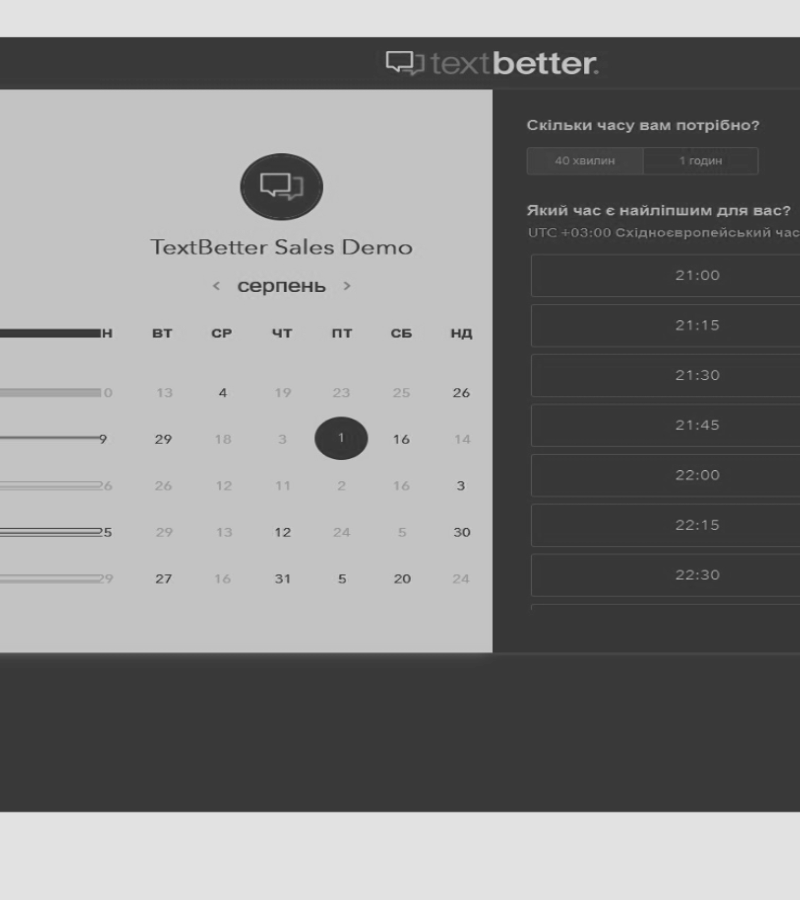 textbetter.
TextBetter Sales Demo
‹ серпень ›
Н ВТ СР ЧТ ПТ СБ НД
0 13 4 19 23 25 26
9 29 18 3 1 16 14
26 26 12 11 2 16 3
25 29 13 12 24 5 30
29 27 16 31 5 20 24
Скільки часу вам потрібно?
40 хвилин 1 годин
Який час є найліпшим для вас?
UTC +03:00 Східноєвропейський час
21:00
21:15
21:30
21:45
22:00
22:15
22:30